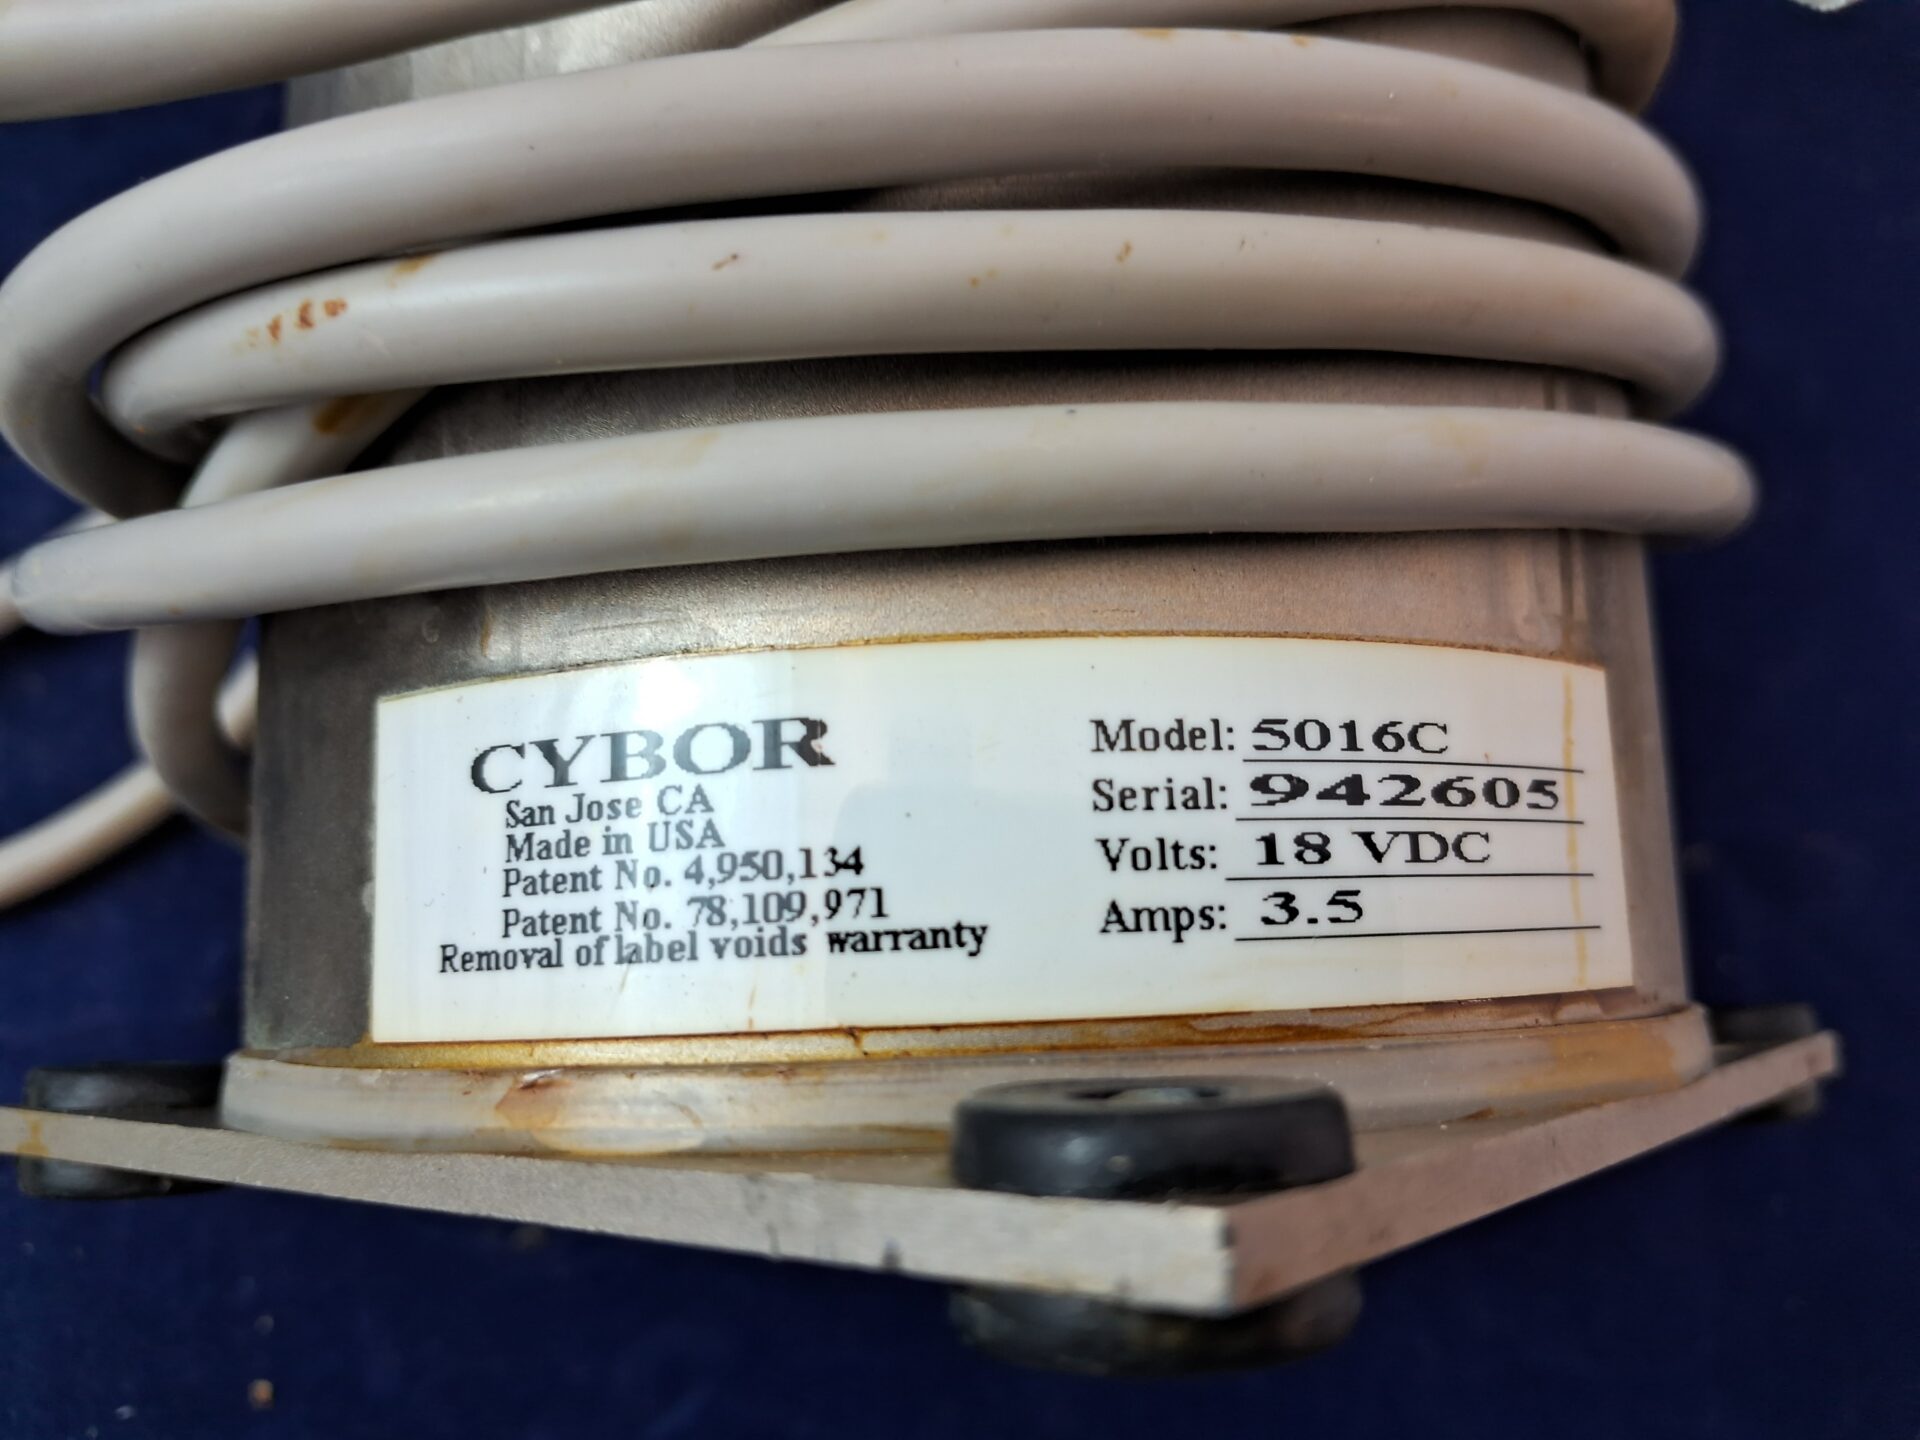 CYBOR
San Jose CA
Made in USA
Patent No. 4,950,134
Patent No. 78,109,971
Removal of label voids warranty
Model: 5016C
Serial: 942605
Volts: 18 VDC
Amps: 3.5